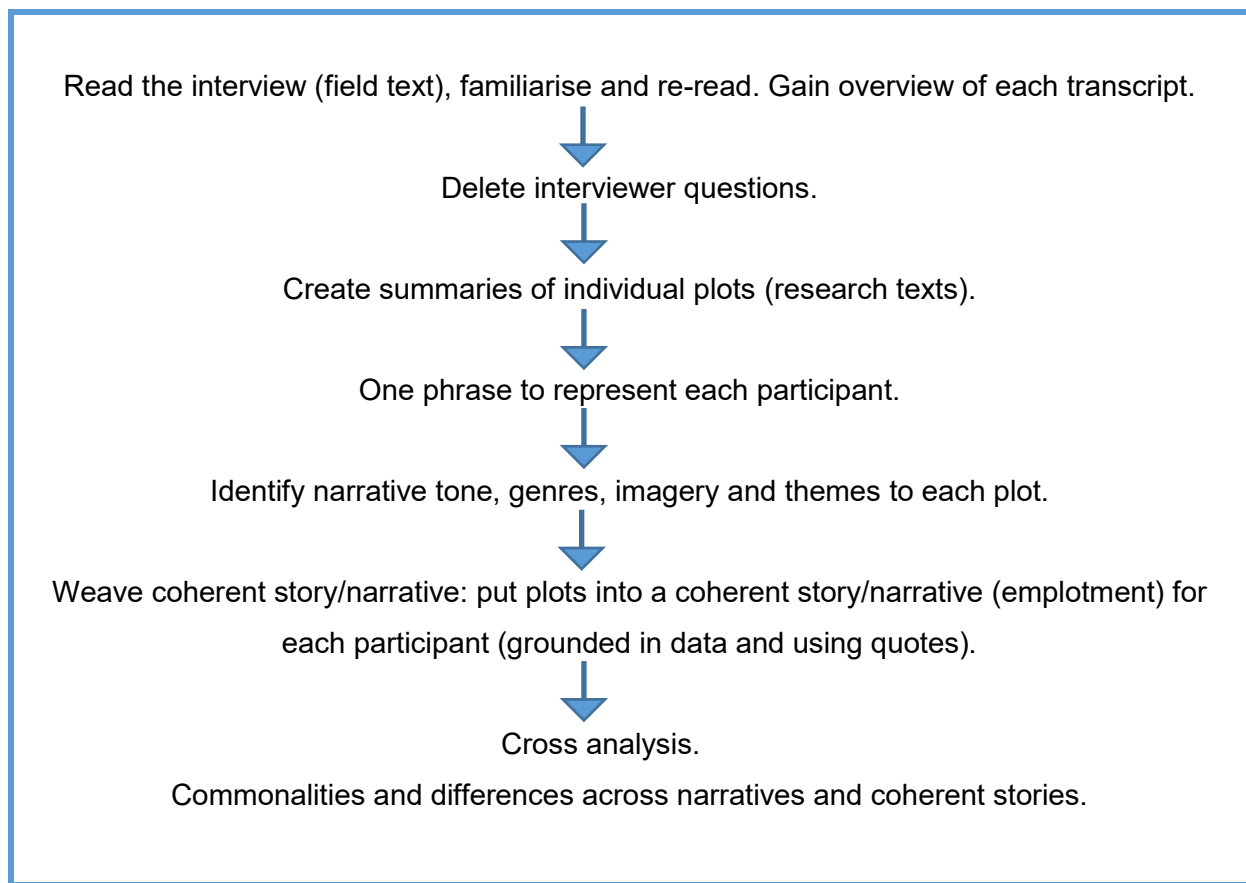 Read the interview (field text), familiarise and re-read. Gain overview of each transcript.
Delete interviewer questions.
Create summaries of individual plots (research texts).
One phrase to represent each participant.
Identify narrative tone, genres, imagery and themes to each plot.
Weave coherent story/narrative: put plots into a coherent story/narrative (emplotment) for
each participant (grounded in data and using quotes).
Cross analysis.
Commonalities and differences across narratives and coherent stories.